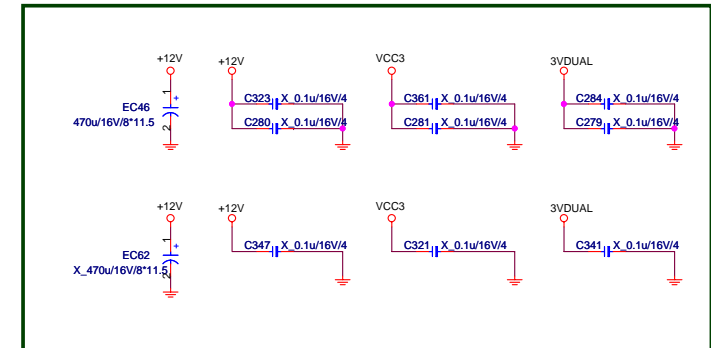 +12V +12V VCC3 3VDUAL
1
EC46
470u/16V/8*11.5
2
C323 X_0.1u/16V/4 C361 X_0.1u/16V/4 C284 X_0.1u/16V/4
C280 X_0.1u/16V/4 C281 X_0.1u/16V/4 C279 X_0.1u/16V/4
+12V +12V VCC3 3VDUAL
1
EC62
X_470u/16V/8*11.5
2
C347 X_0.1u/16V/4 C321 X_0.1u/16V/4 C341 X_0.1u/16V/4